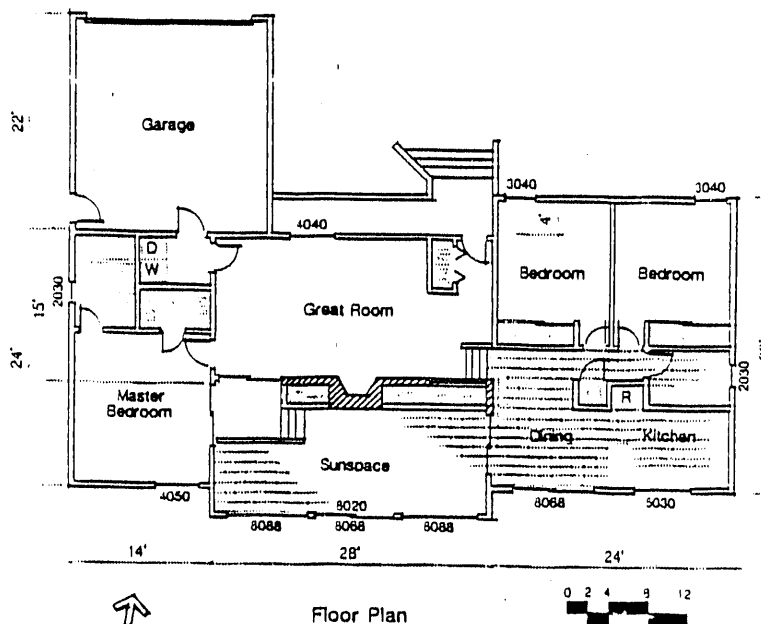 Garage
22'
3040
3040
4040
4'
D
W
Bedroom
Bedroom
2030
15'
Great Room
24'
Master
Bedroom
2030
R
Dining
Kitchen
Sunspace
4050
8020
8068
5030
8088
8068
8088
14'
28'
24'
0 2 4 8 12
Floor Plan